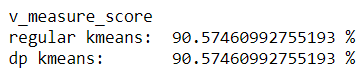 v_measure_score
regular kmeans:  90.57460992755193 %
dp kmeans:       90.57460992755193 %